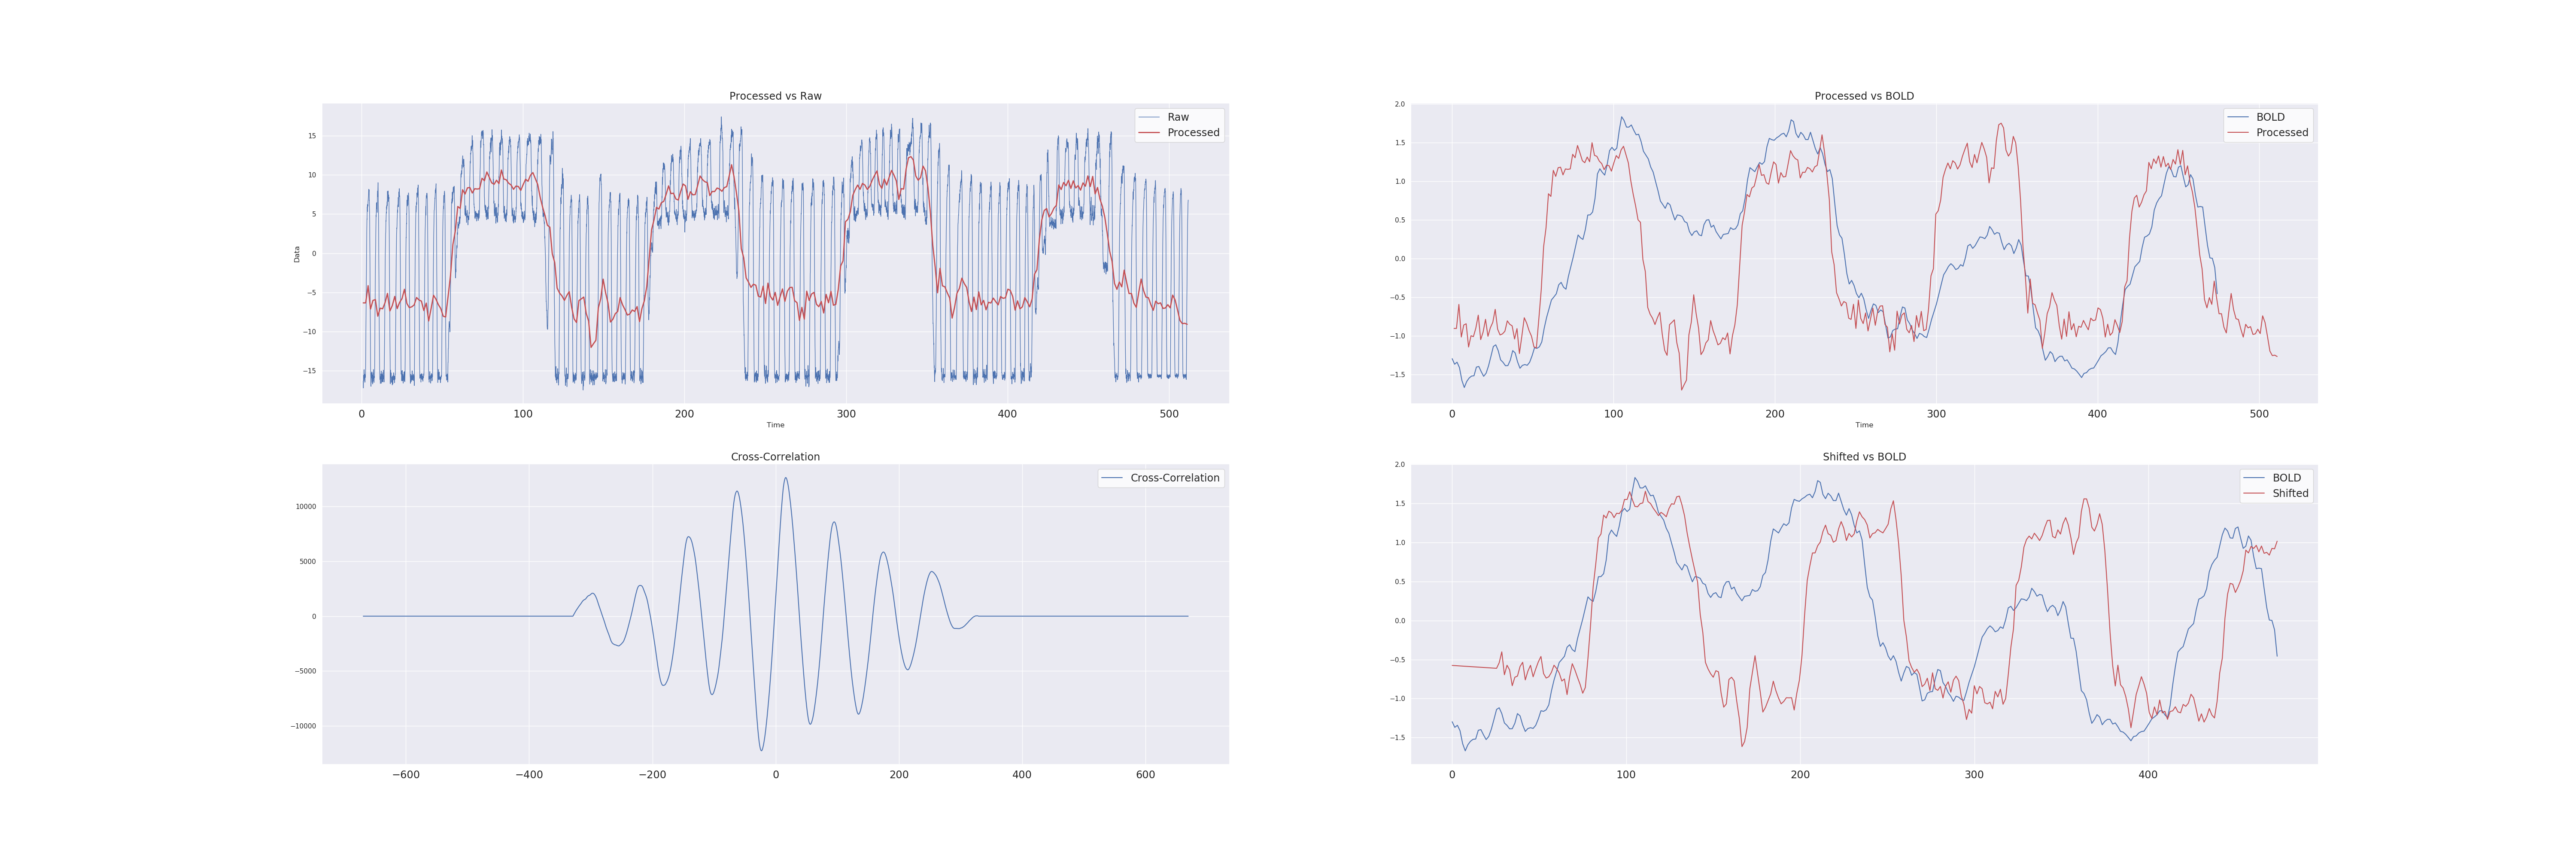 Processed vs Raw
Raw
Processed
Data
15
10
5
0
−5
−10
−15
0 100 200 300 400 500
Time
Processed vs BOLD
BOLD
Processed
2.0
1.5
1.0
0.5
0.0
−0.5
−1.0
−1.5
0 100 200 300 400 500
Time
Cross-Correlation
Cross-Correlation
10000
5000
0
−5000
−10000
−600 −400 −200 0 200 400 600
Shifted vs BOLD
BOLD
Shifted
2.0
1.5
1.0
0.5
0.0
−0.5
−1.0
−1.5
0 100 200 300 400